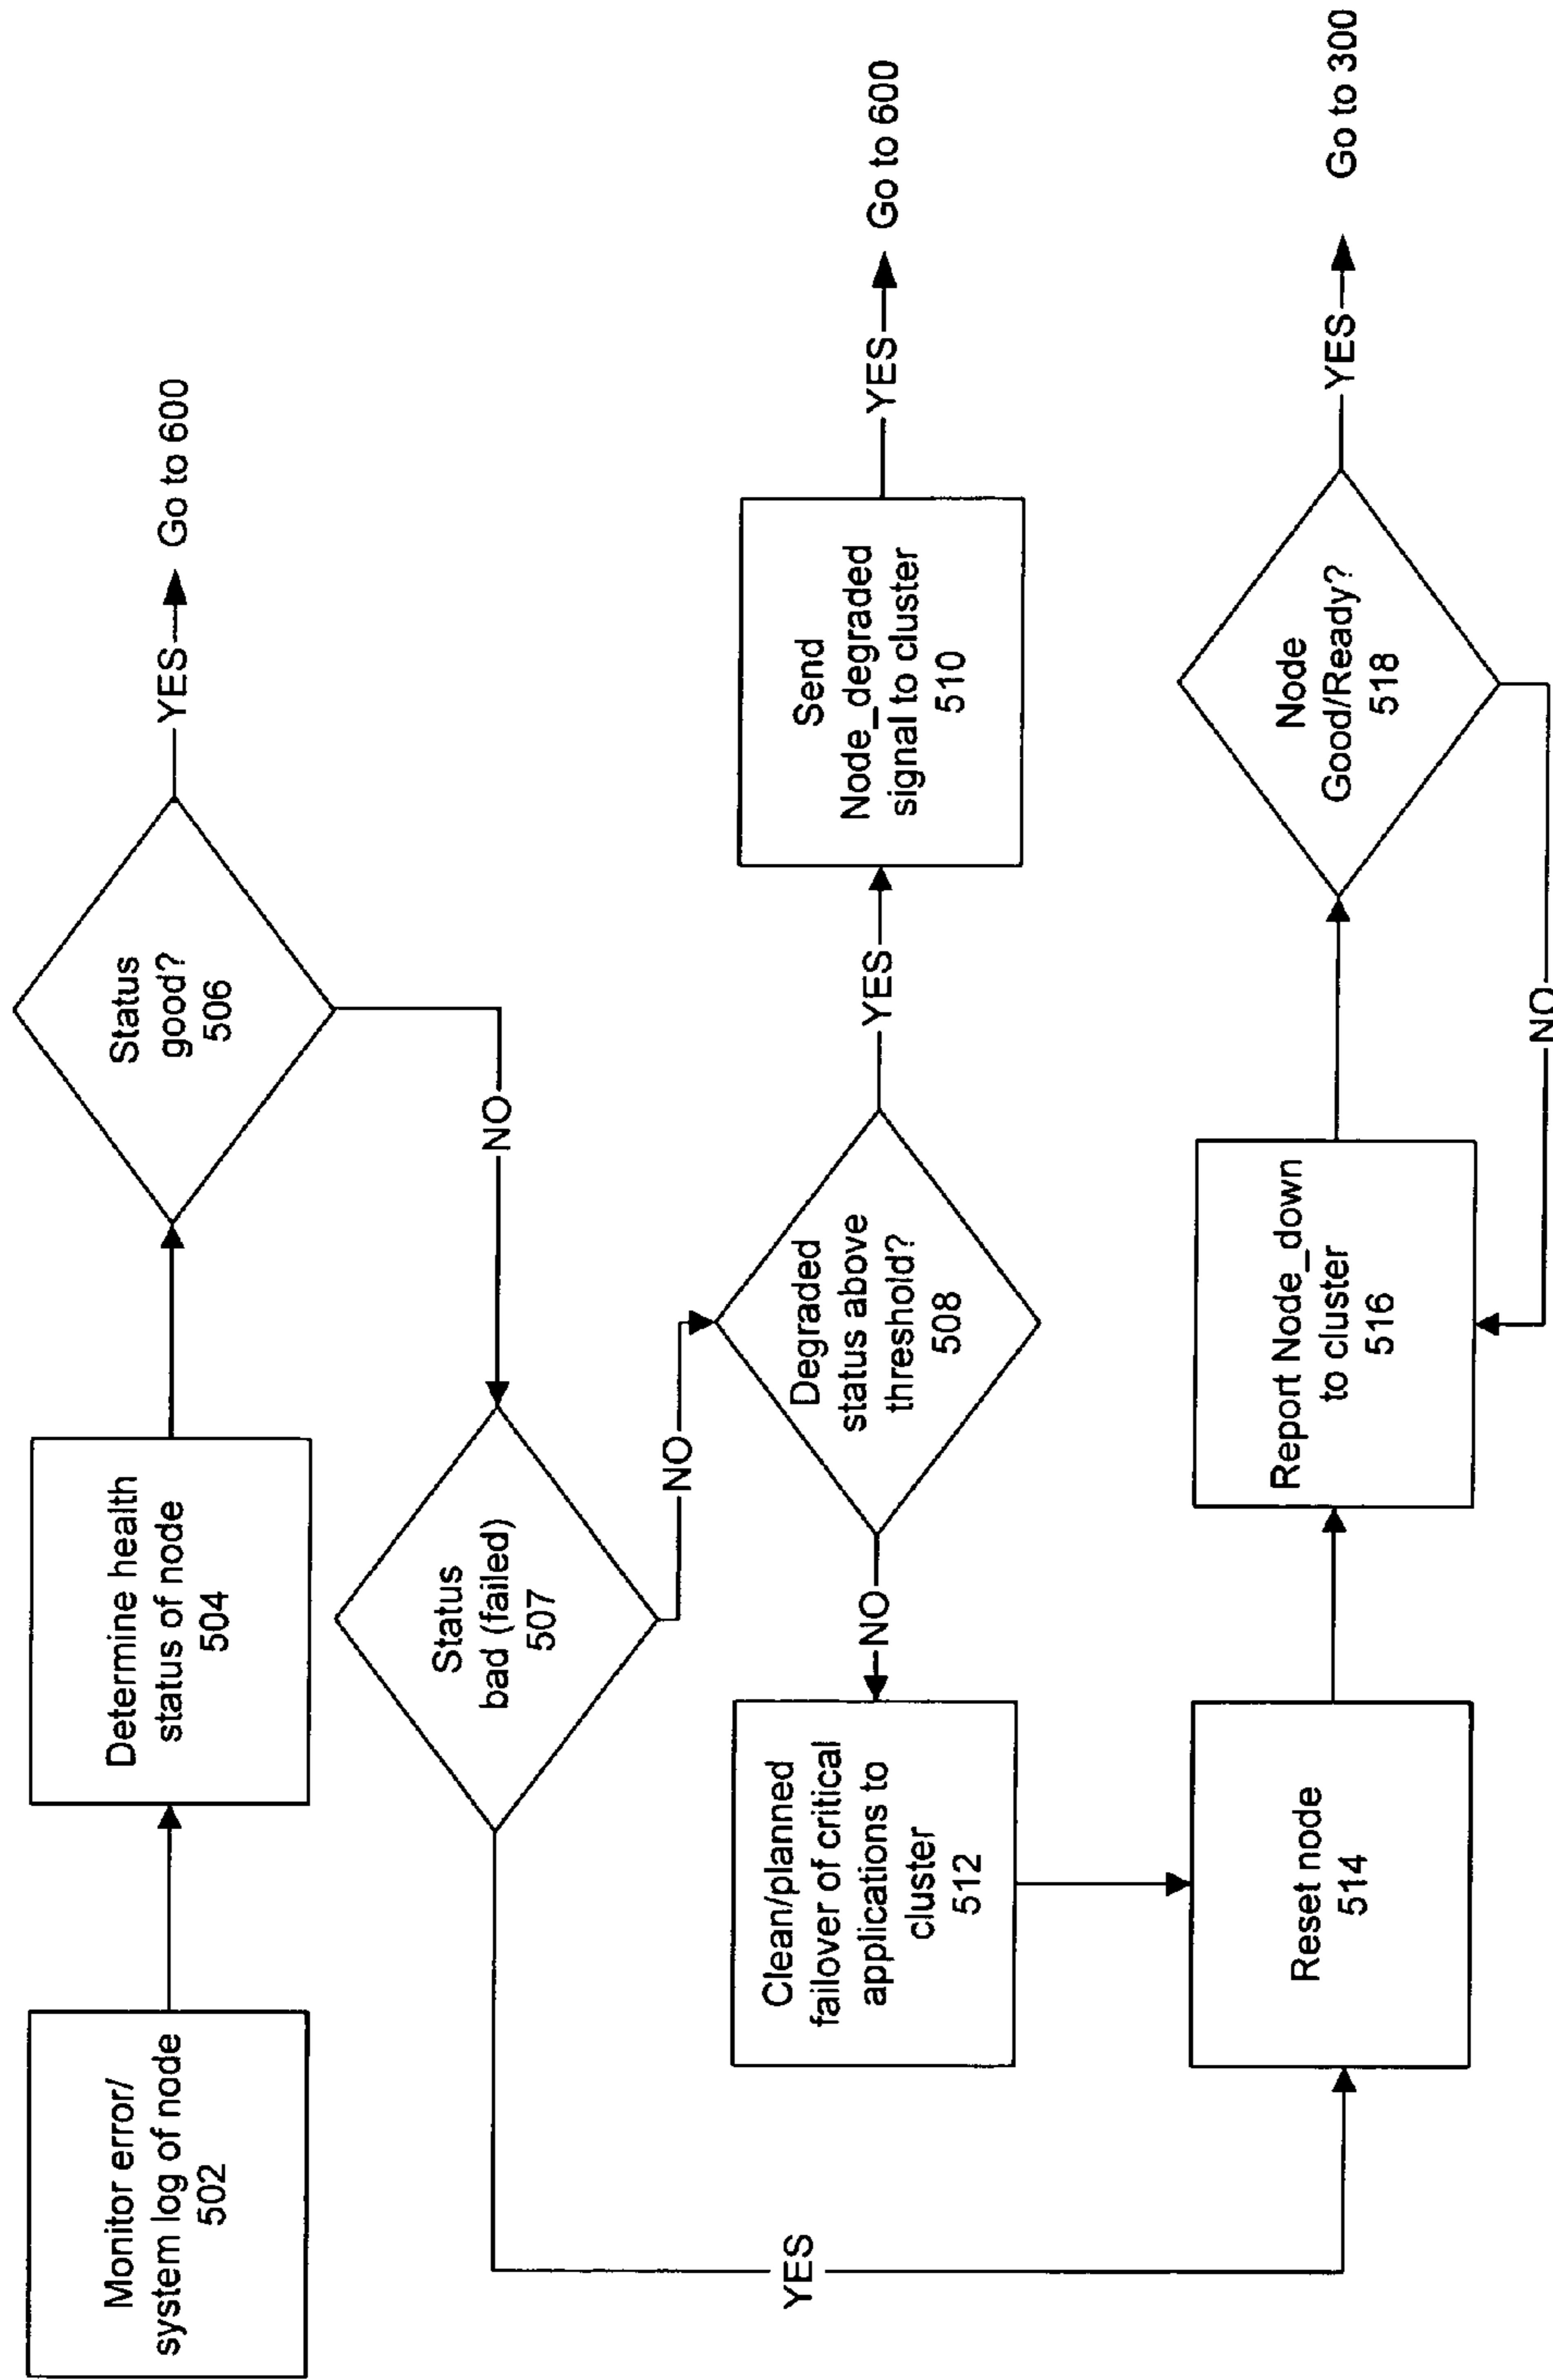 Monitor error/
system log of node
502
Determine health
status of node
504
Status
good?
506
YES
Go to 600
NO
Status
bad (failed)
507
NO
YES
Degraded
status above
threshold?
508
YES
Send
Node_degraded
signal to cluster
510
YES
Go to 600
NO
Clean/planned
failover of critical
applications to
cluster
512
Reset node
514
Report Node_down
to cluster
516
Node
Good/Ready?
518
YES
Go to 300
NO